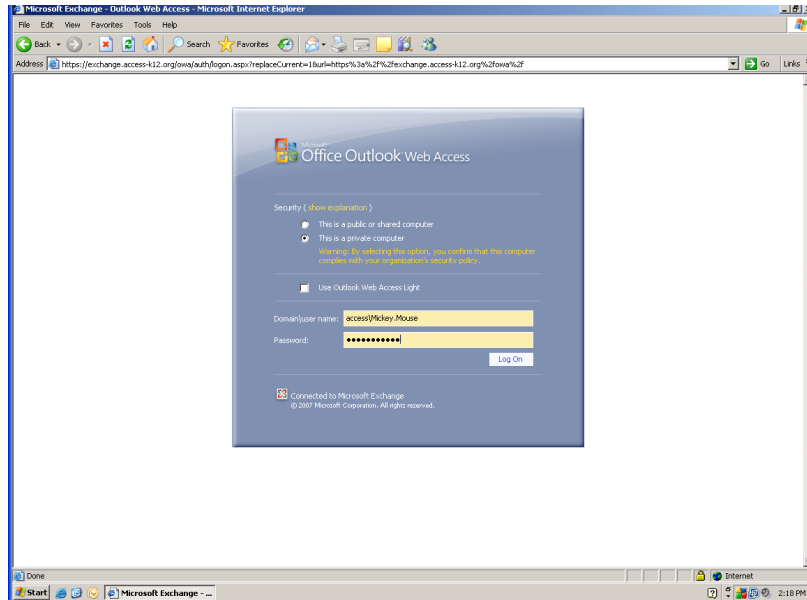 Microsoft Exchange - Outlook Web Access - Microsoft Internet Explorer
File Edit View Favorites Tools Help
Back Search Favorites
Address https://exchange.access-k12.org/owa/auth/logon.aspx?replaceCurrent=1&url=https%3a%2f%2fexchange.access-k12.org%2fowa%2f Go Links
Microsoft
Office Outlook Web Access
Security ( show explanation )
This is a public or shared computer
This is a private computer
Warning: By selecting this option, you confirm that this computer
complies with your organization's security policy.
Use Outlook Web Access Light
Domain\user name: access\Mickey.Mouse
Password: ●●●●●●●●●●●
Log On
Connected to Microsoft Exchange
© 2007 Microsoft Corporation. All rights reserved.
Done Internet
Start Microsoft Exchange - ... 2:18 PM